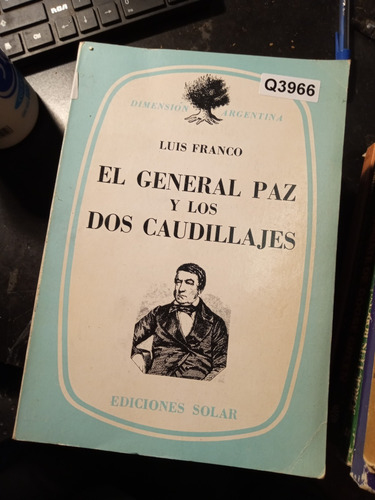 Q3966
DIMENSION ARGENTINA
LUIS FRANCO
EL GENERAL PAZ
Y LOS
DOS CAUDILLAJES
EDICIONES SOLAR